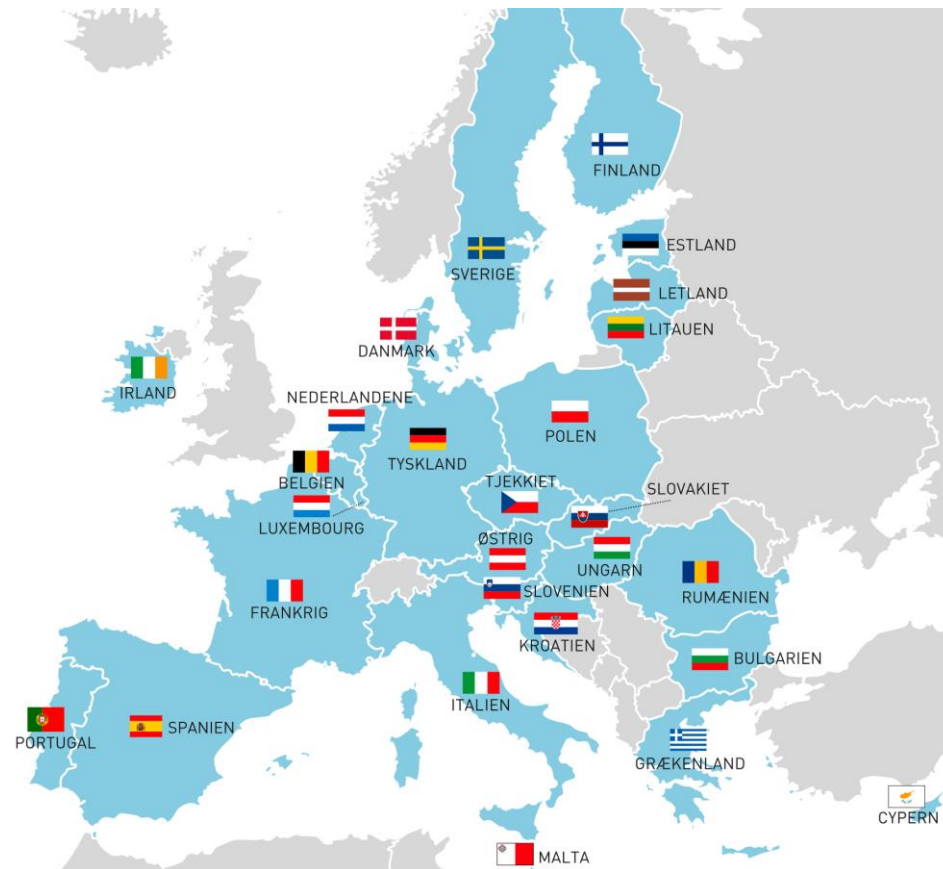 FINLAND
ESTLAND
SVERIGE
LETLAND
LITAUEN
DANMARK
IRLAND
NEDERLANDENE
POLEN
TYSKLAND
BELGIEN
TJEKKIET
SLOVAKIET
LUXEMBOURG
ØSTRIG
UNGARN
SLOVENIEN
RUMÆNIEN
FRANKRIG
KROATIEN
BULGARIEN
ITALIEN
SPANIEN
PORTUGAL
GRÆKENLAND
CYPERN
MALTA